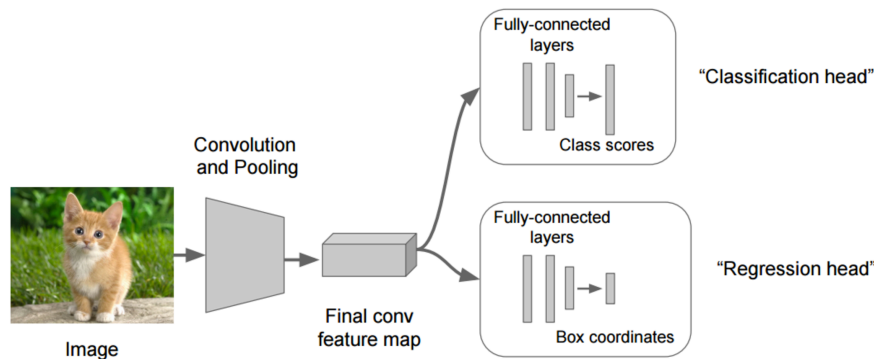 Fully-connected
layers
“Classification head”
Class scores
Convolution
and Pooling
Fully-connected
layers
“Regression head”
Box coordinates
Final conv
feature map
Image